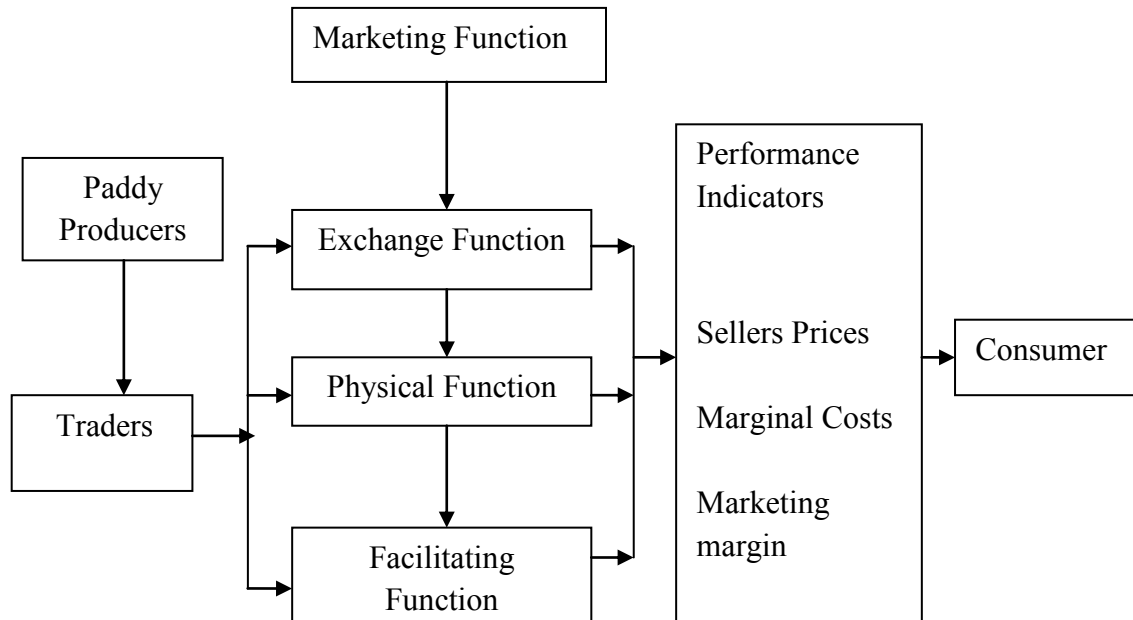 Marketing Function
Paddy
Producers
Traders
Exchange Function
Physical Function
Facilitating
Function
Performance
Indicators
Sellers Prices
Marginal Costs
Marketing
margin
Consumer